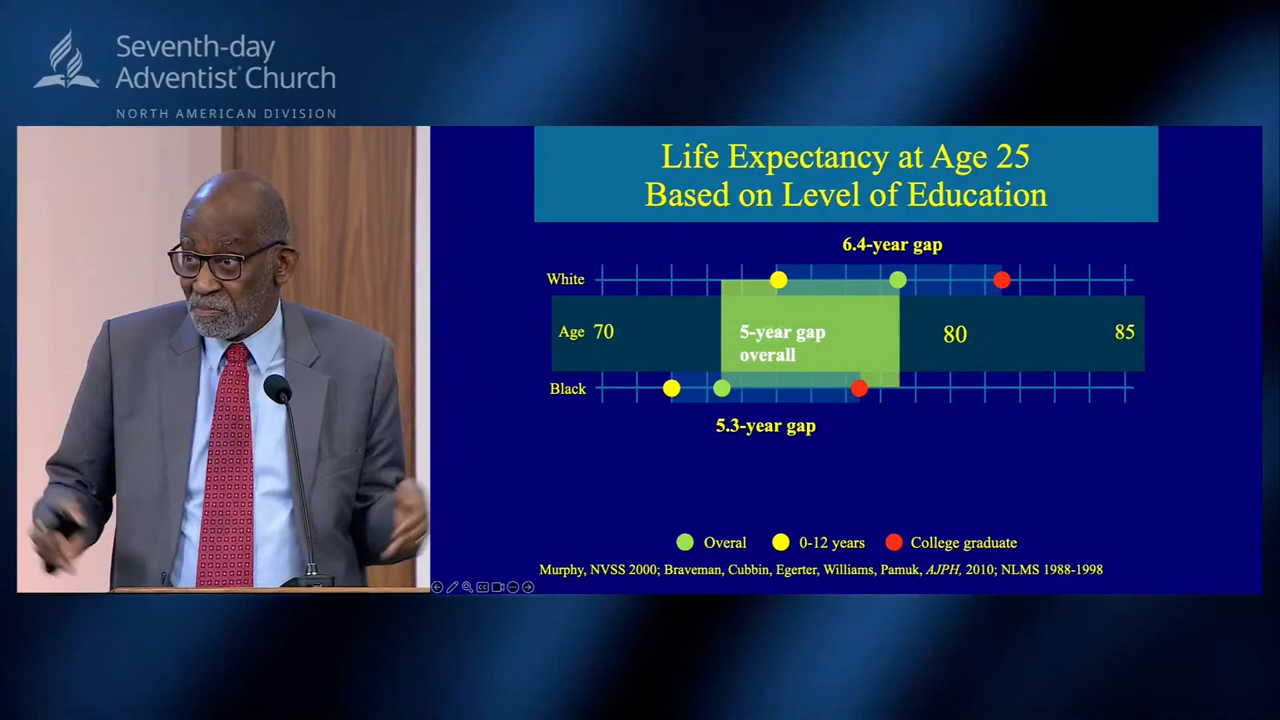 Seventh-day
Adventist® Church
NORTH AMERICAN DIVISION
Life Expectancy at Age 25
Based on Level of Education
6.4-year gap
White
Age 70 80 85
5-year gap
overall
Black
5.3-year gap
Overal 0-12 years College graduate
Murphy, NVSS 2000; Braveman, Cubbin, Egerter, Williams, Pamuk, AJPH, 2010; NLMS 1988-1998